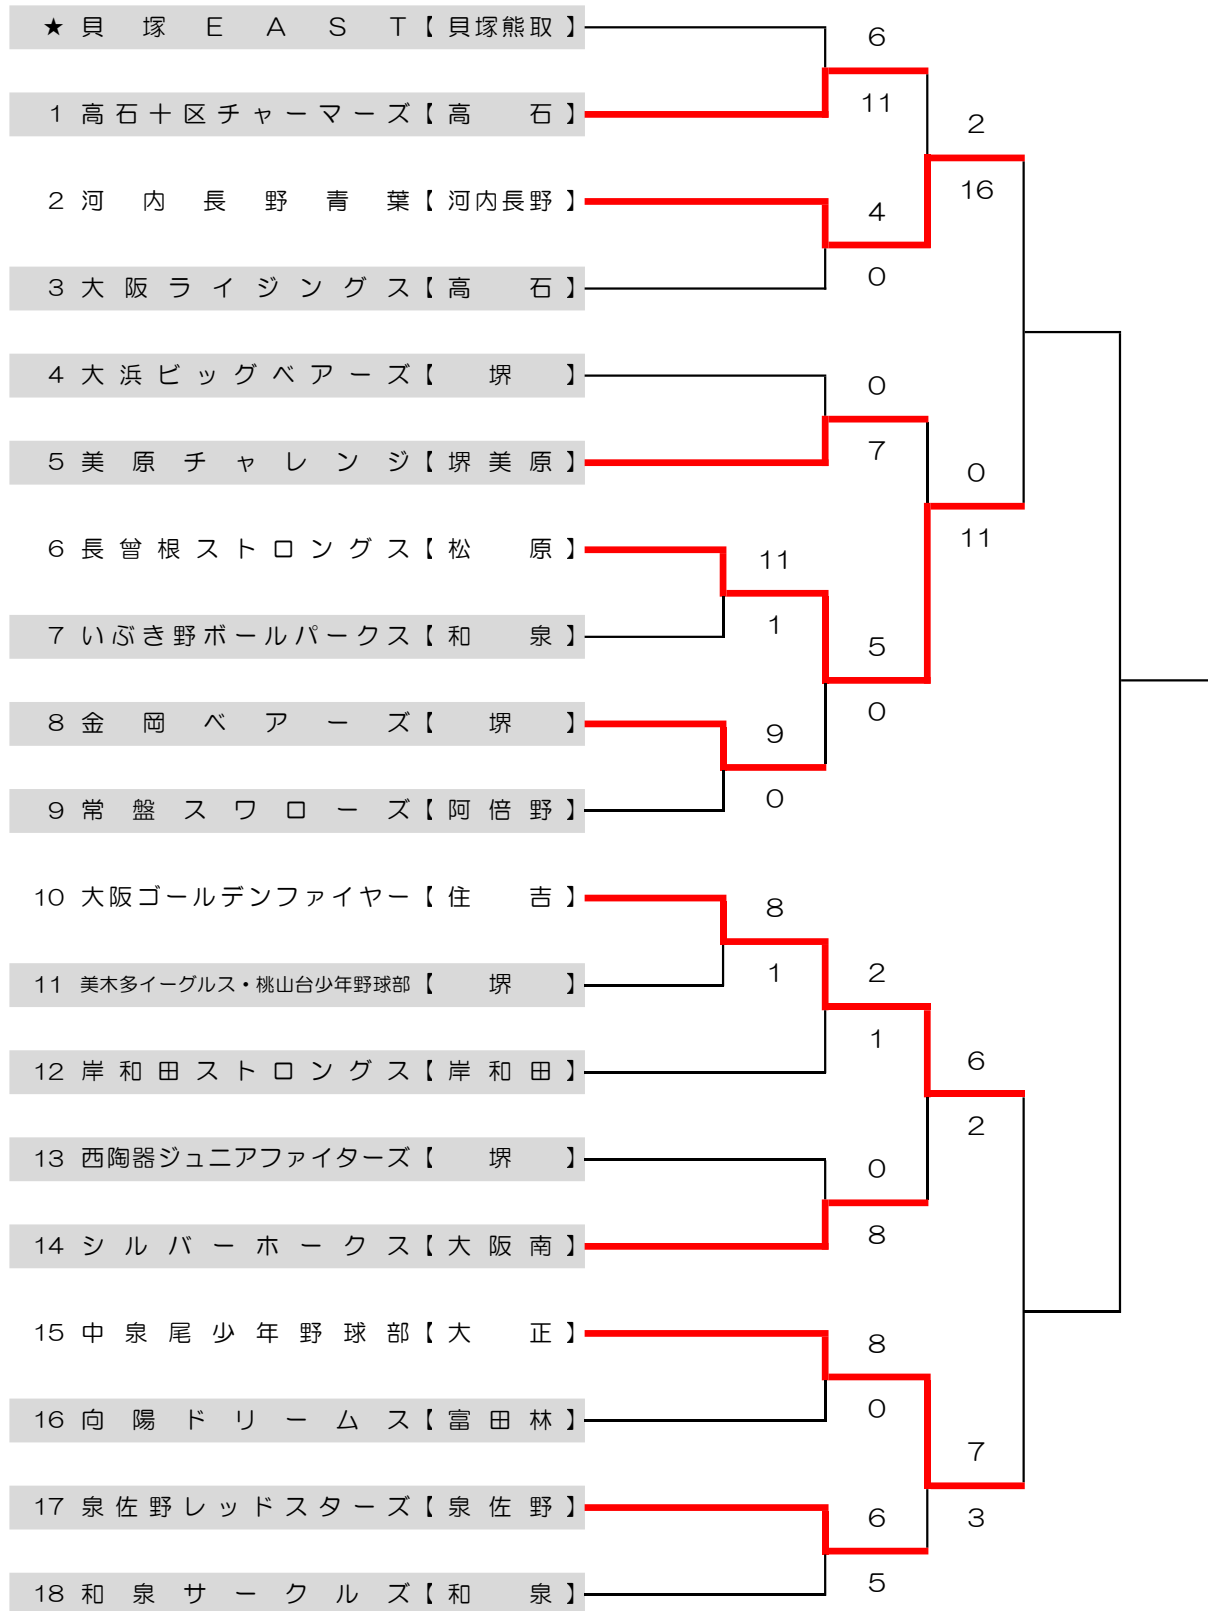 ★ 貝塚EAST【貝塚熊取】
6
1 高石十区チャーマーズ【高石】
11
2
2 河内長野青葉【河内長野】
16
4
3 大阪ライジングス【高石】
0
4 大浜ビッグベアーズ【堺】
0
5 美原チャレンジ【堺美原】
7
0
6 長曾根ストロングス【松原】
11
11
7 いぶき野ボールパークス【和泉】
1
5
8 金岡ベアーズ【堺】
0
9
9 常盤スワローズ【阿倍野】
0
10 大阪ゴールデンファイヤー【住吉】
8
11 美木多イーグルス・桃山台少年野球部【堺】
1
2
12 岸和田ストロングス【岸和田】
1
6
13 西陶器ジュニアファイターズ【堺】
2
0
14 シルバーホークス【大阪南】
8
15 中泉尾少年野球部【大正】
8
16 向陽ドリームス【富田林】
0
7
17 泉佐野レッドスターズ【泉佐野】
6
3
18 和泉サークルズ【和泉】
5